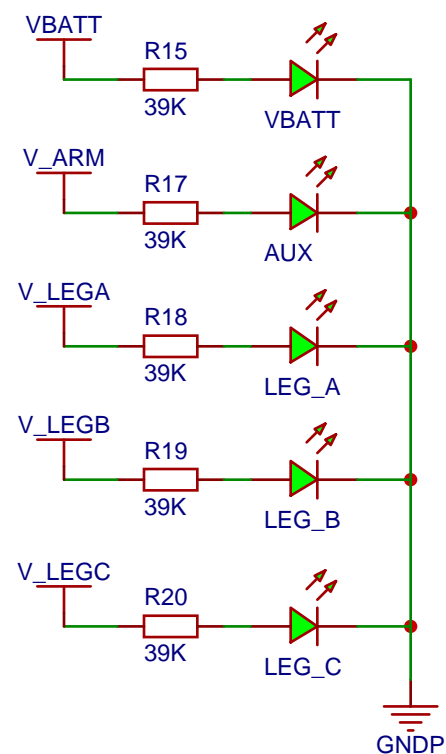 VBATT
R15
39K
VBATT
V_ARM
R17
39K
AUX
V_LEGA
R18
39K
LEG_A
V_LEGB
R19
39K
LEG_B
V_LEGC
R20
39K
LEG_C
GNDP